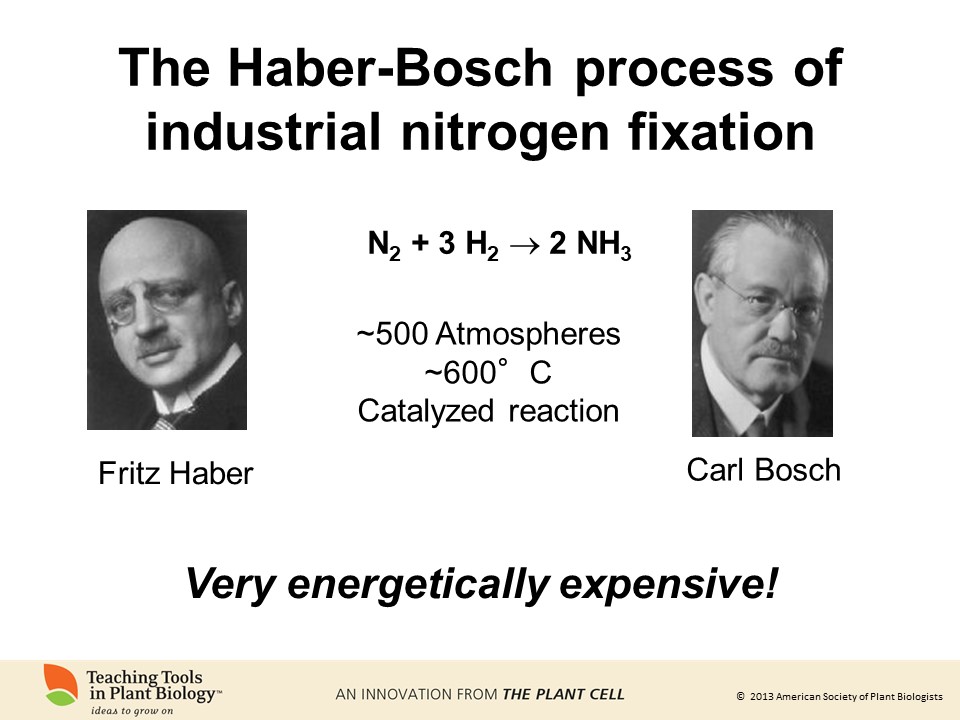 The Haber-Bosch process of
industrial nitrogen fixation
N₂ + 3 H₂ → 2 NH₃
~500 Atmospheres
~600° C
Catalyzed reaction
Fritz Haber
Carl Bosch
Very energetically expensive!
Teaching Tools
in Plant Biology™
ideas to grow on
AN INNOVATION FROM THE PLANT CELL
© 2013 American Society of Plant Biologists